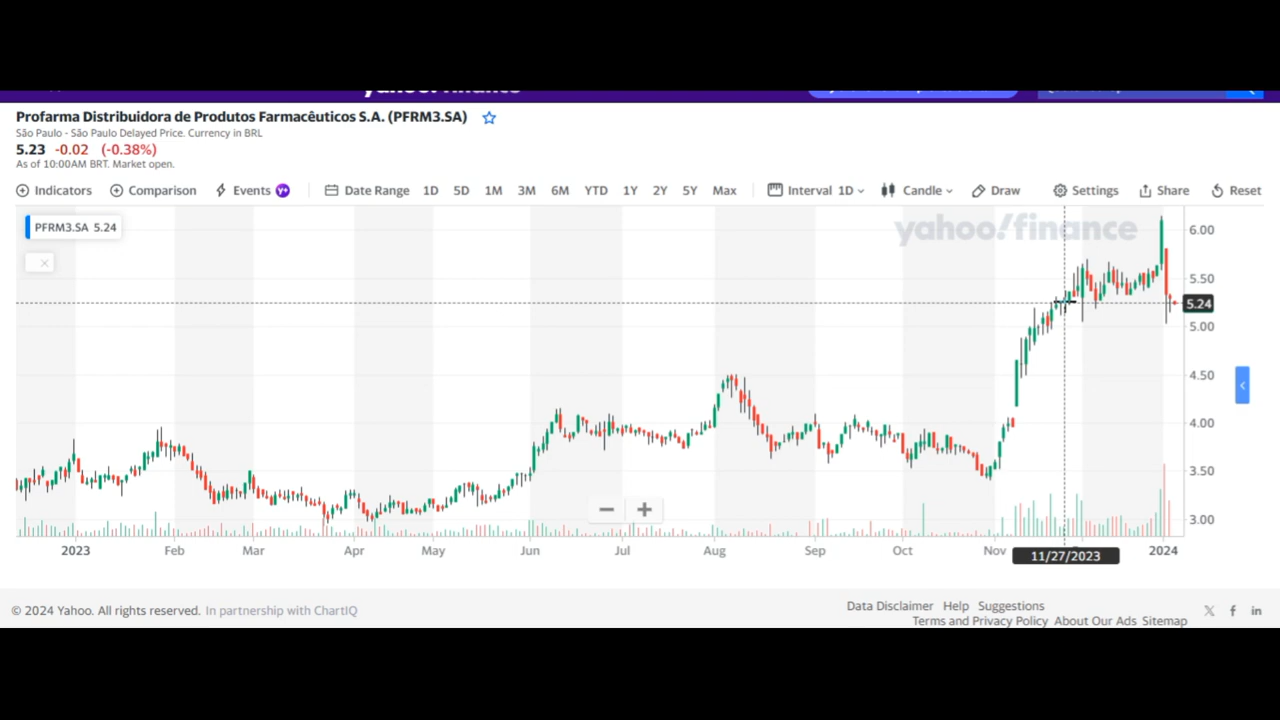 yahoo!finance
Profarma Distribuidora de Produtos Farmacêuticos S.A. (PFRM3.SA)
São Paulo - São Paulo Delayed Price. Currency in BRL
5.23 -0.02 (-0.38%)
As of 10:00AM BRT. Market open.
Indicators Comparison Events Y+ Date Range 1D 5D 1M 3M 6M YTD 1Y 2Y 5Y Max Interval 1D Candle Draw Settings Share Reset
PFRM3.SA 5.24
yahoo!finance
6.00
5.50
5.24
5.00
4.50
4.00
3.50
3.00
2023 Feb Mar Apr May Jun Jul Aug Sep Oct Nov 11/27/2023 2024
© 2024 Yahoo. All rights reserved. In partnership with ChartIQ
Data Disclaimer Help Suggestions
Terms and Privacy Policy About Our Ads Sitemap